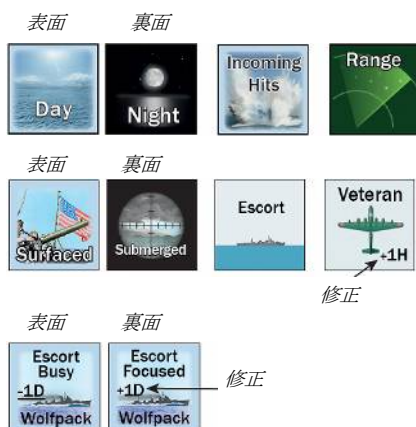 表面 裏面
Day Night Incoming Hits Range
表面 裏面
Surfaced Submerged Escort Veteran +1H
修正
表面 裏面
Escort Busy -1D Wolfpack Escort Focused +1D Wolfpack 修正